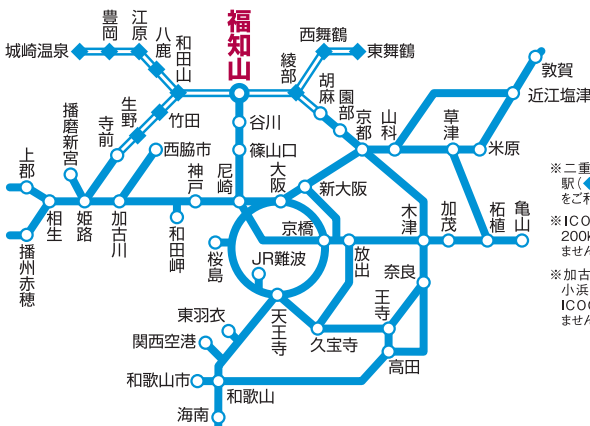 福知山
城崎温泉
豊岡
江原
八鹿
和田山
西舞鶴
東舞鶴
綾部
胡麻
園部
京都
山科
草津
敦賀
近江塩津
米原
播磨新宮
寺前
生野
竹田
西脇市
谷川
篠山口
尼崎
大阪
新大阪
神戸
上郡
相生
姫路
加古川
和田岬
播州赤穂
桜島
JR難波
京橋
放出
木津
加茂
柘植
亀山
奈良
王寺
天王寺
久宝寺
高田
東羽衣
関西空港
和歌山市
和歌山
海南
※二重
駅(◆
をご利
※ICO
200k
ません
※加古
小浜
ICOC
ません